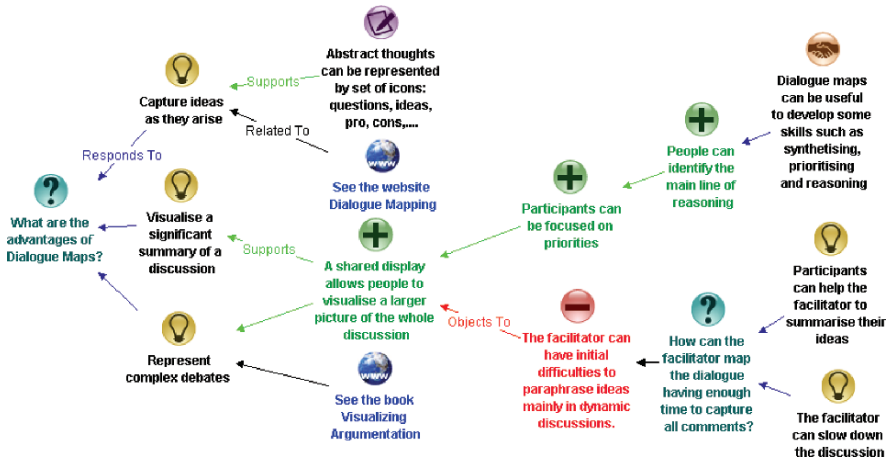 Abstract thoughts
can be represented
by set of icons:
questions, ideas,
pro, cons,....
Supports
Capture ideas
as they arise
Related To
Responds To
www
See the website
Dialogue Mapping
What are the
advantages of
Dialogue Maps?
Visualise a
significant
summary of a
discussion
Supports
A shared display
allows people to
visualise a larger
picture of the whole
discussion
Represent
complex debates
www
See the book
Visualizing
Argumentation
Participants can
be focused on
priorities
People can
identify the
main line of
reasoning
Dialogue maps
can be useful
to develop some
skills such as
synthetising,
prioritising
and reasoning
Objects To
The facilitator can
have initial
difficulties to
paraphrase ideas
mainly in dynamic
discussions.
How can the
facilitator map
the dialogue
having enough
time to capture
all comments?
Participants
can help the
facilitator to
summarise their
ideas
The facilitator
can slow down
the discussion